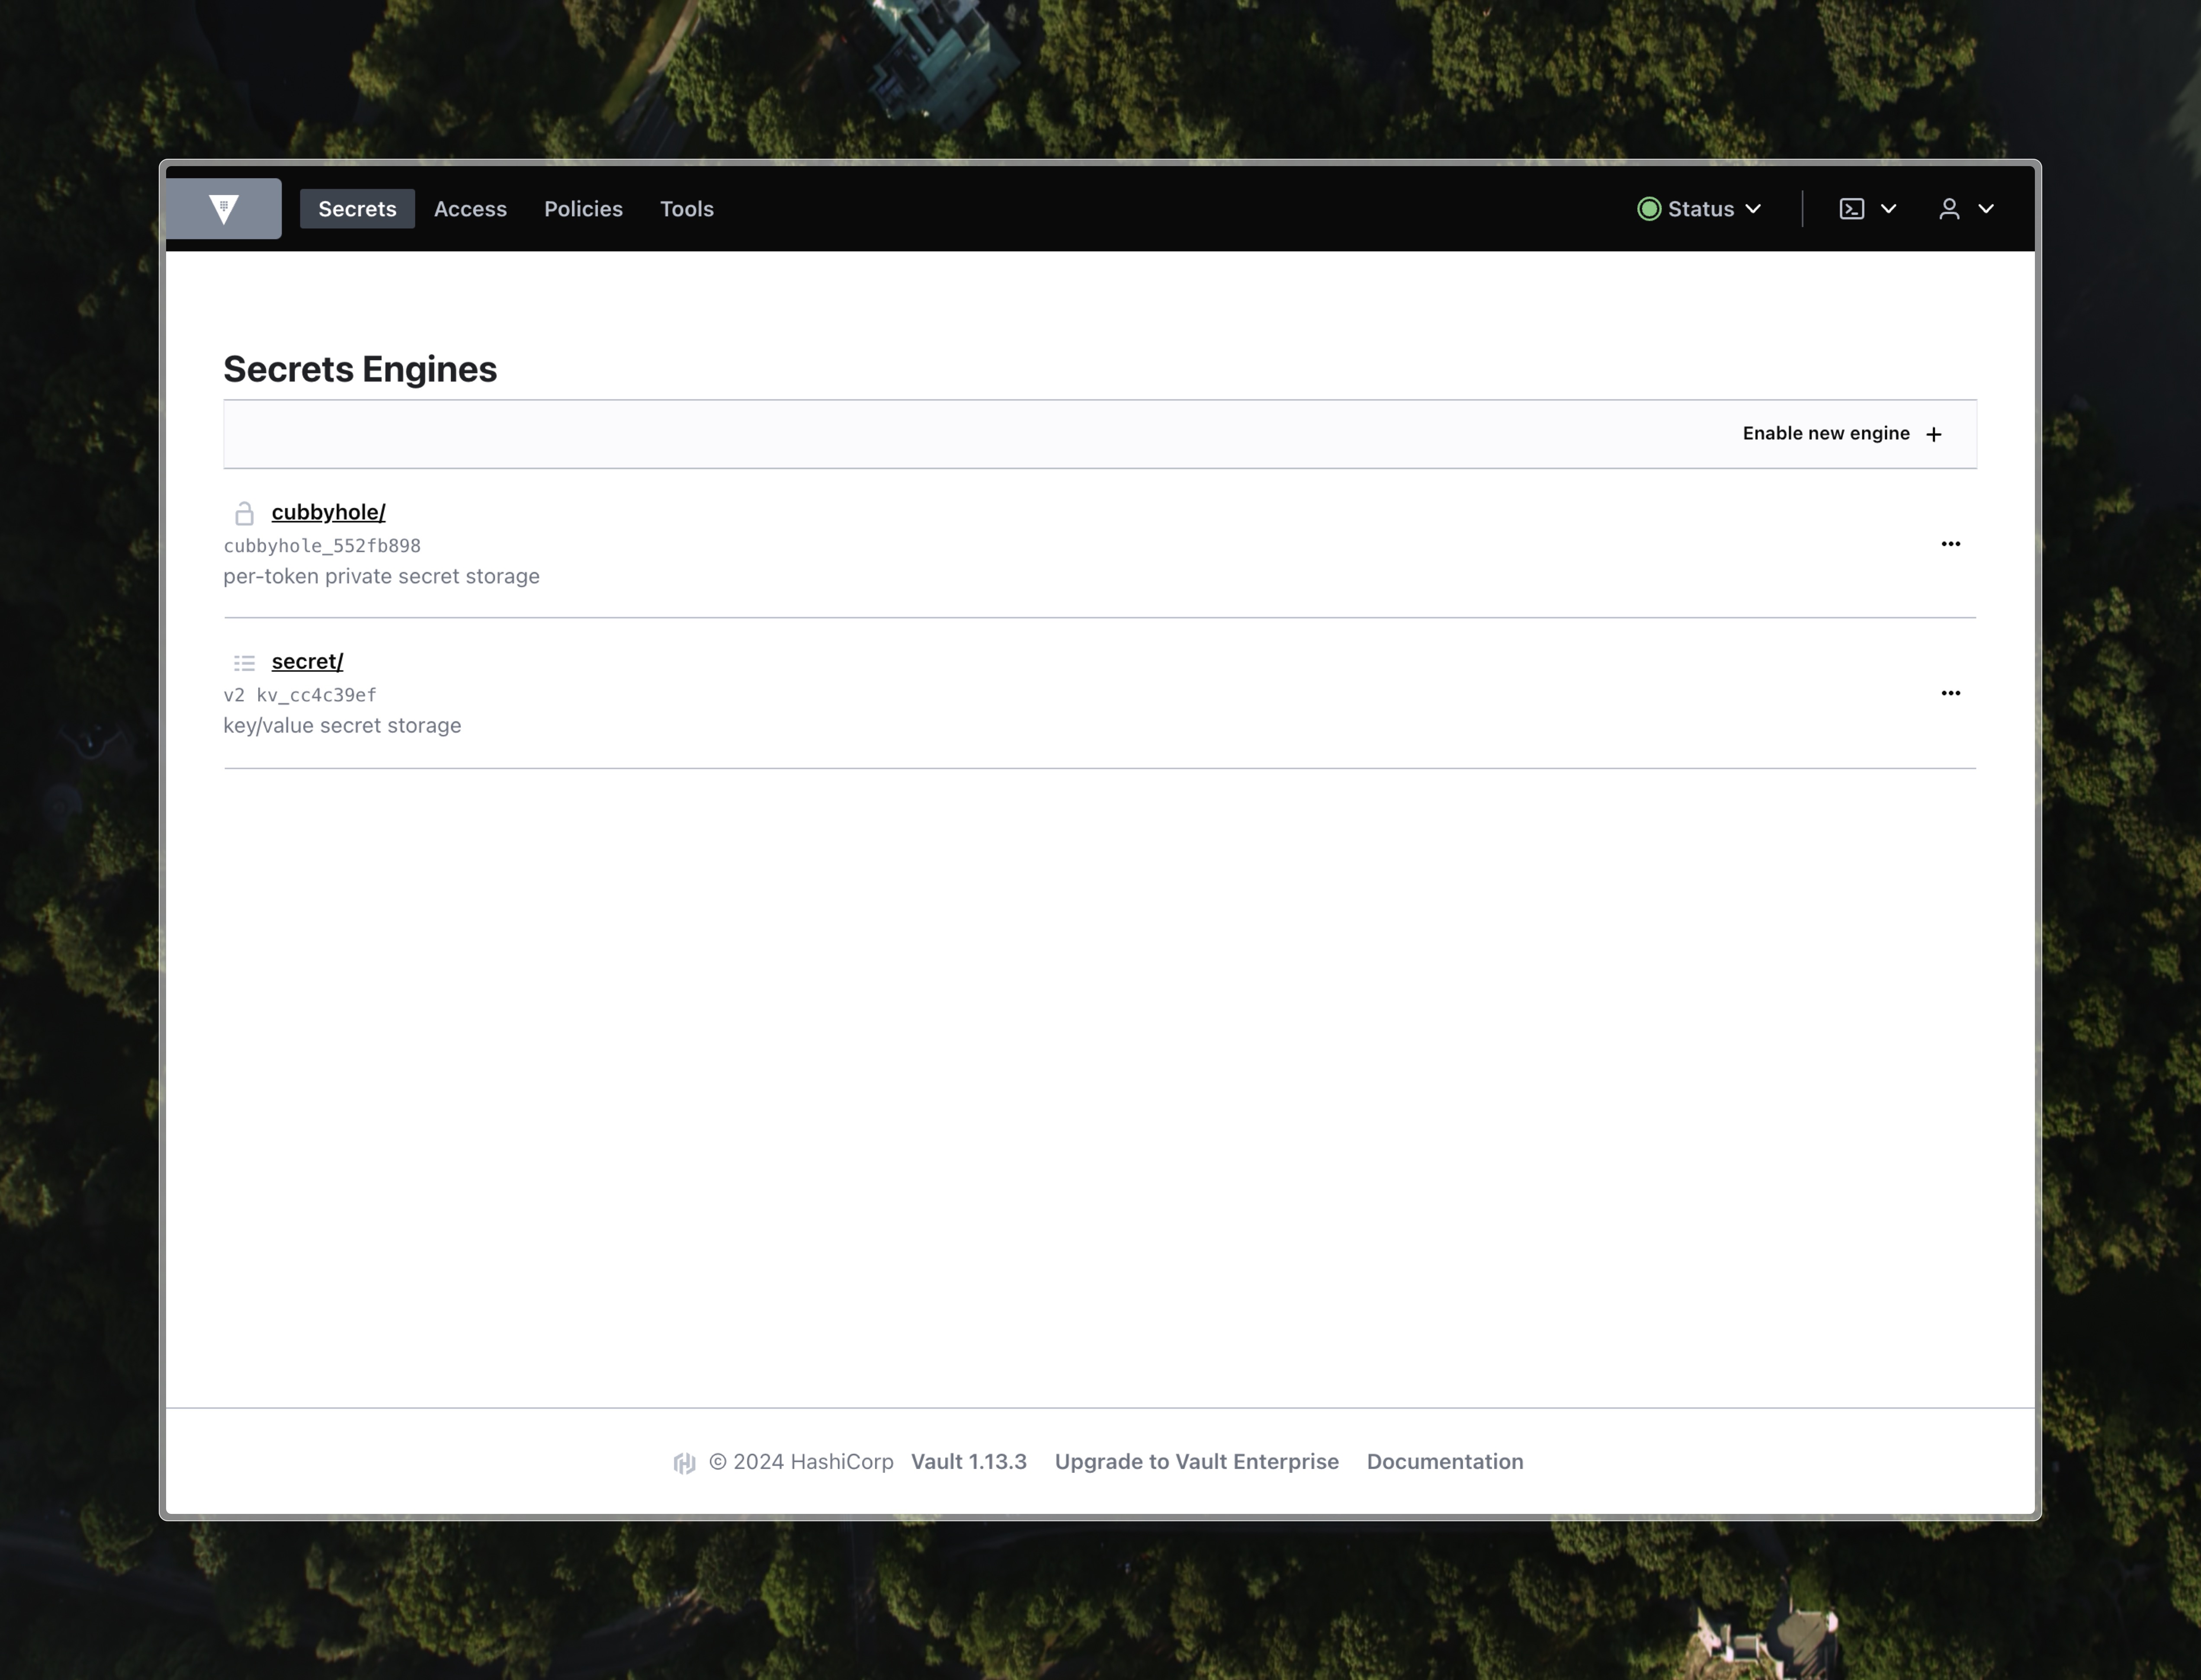 Secrets Access Policies Tools Status
Secrets Engines
Enable new engine
cubbyhole/
cubbyhole_552fb898
per-token private secret storage
secret/
v2 kv_cc4c39ef
key/value secret storage
© 2024 HashiCorp Vault 1.13.3 Upgrade to Vault Enterprise Documentation